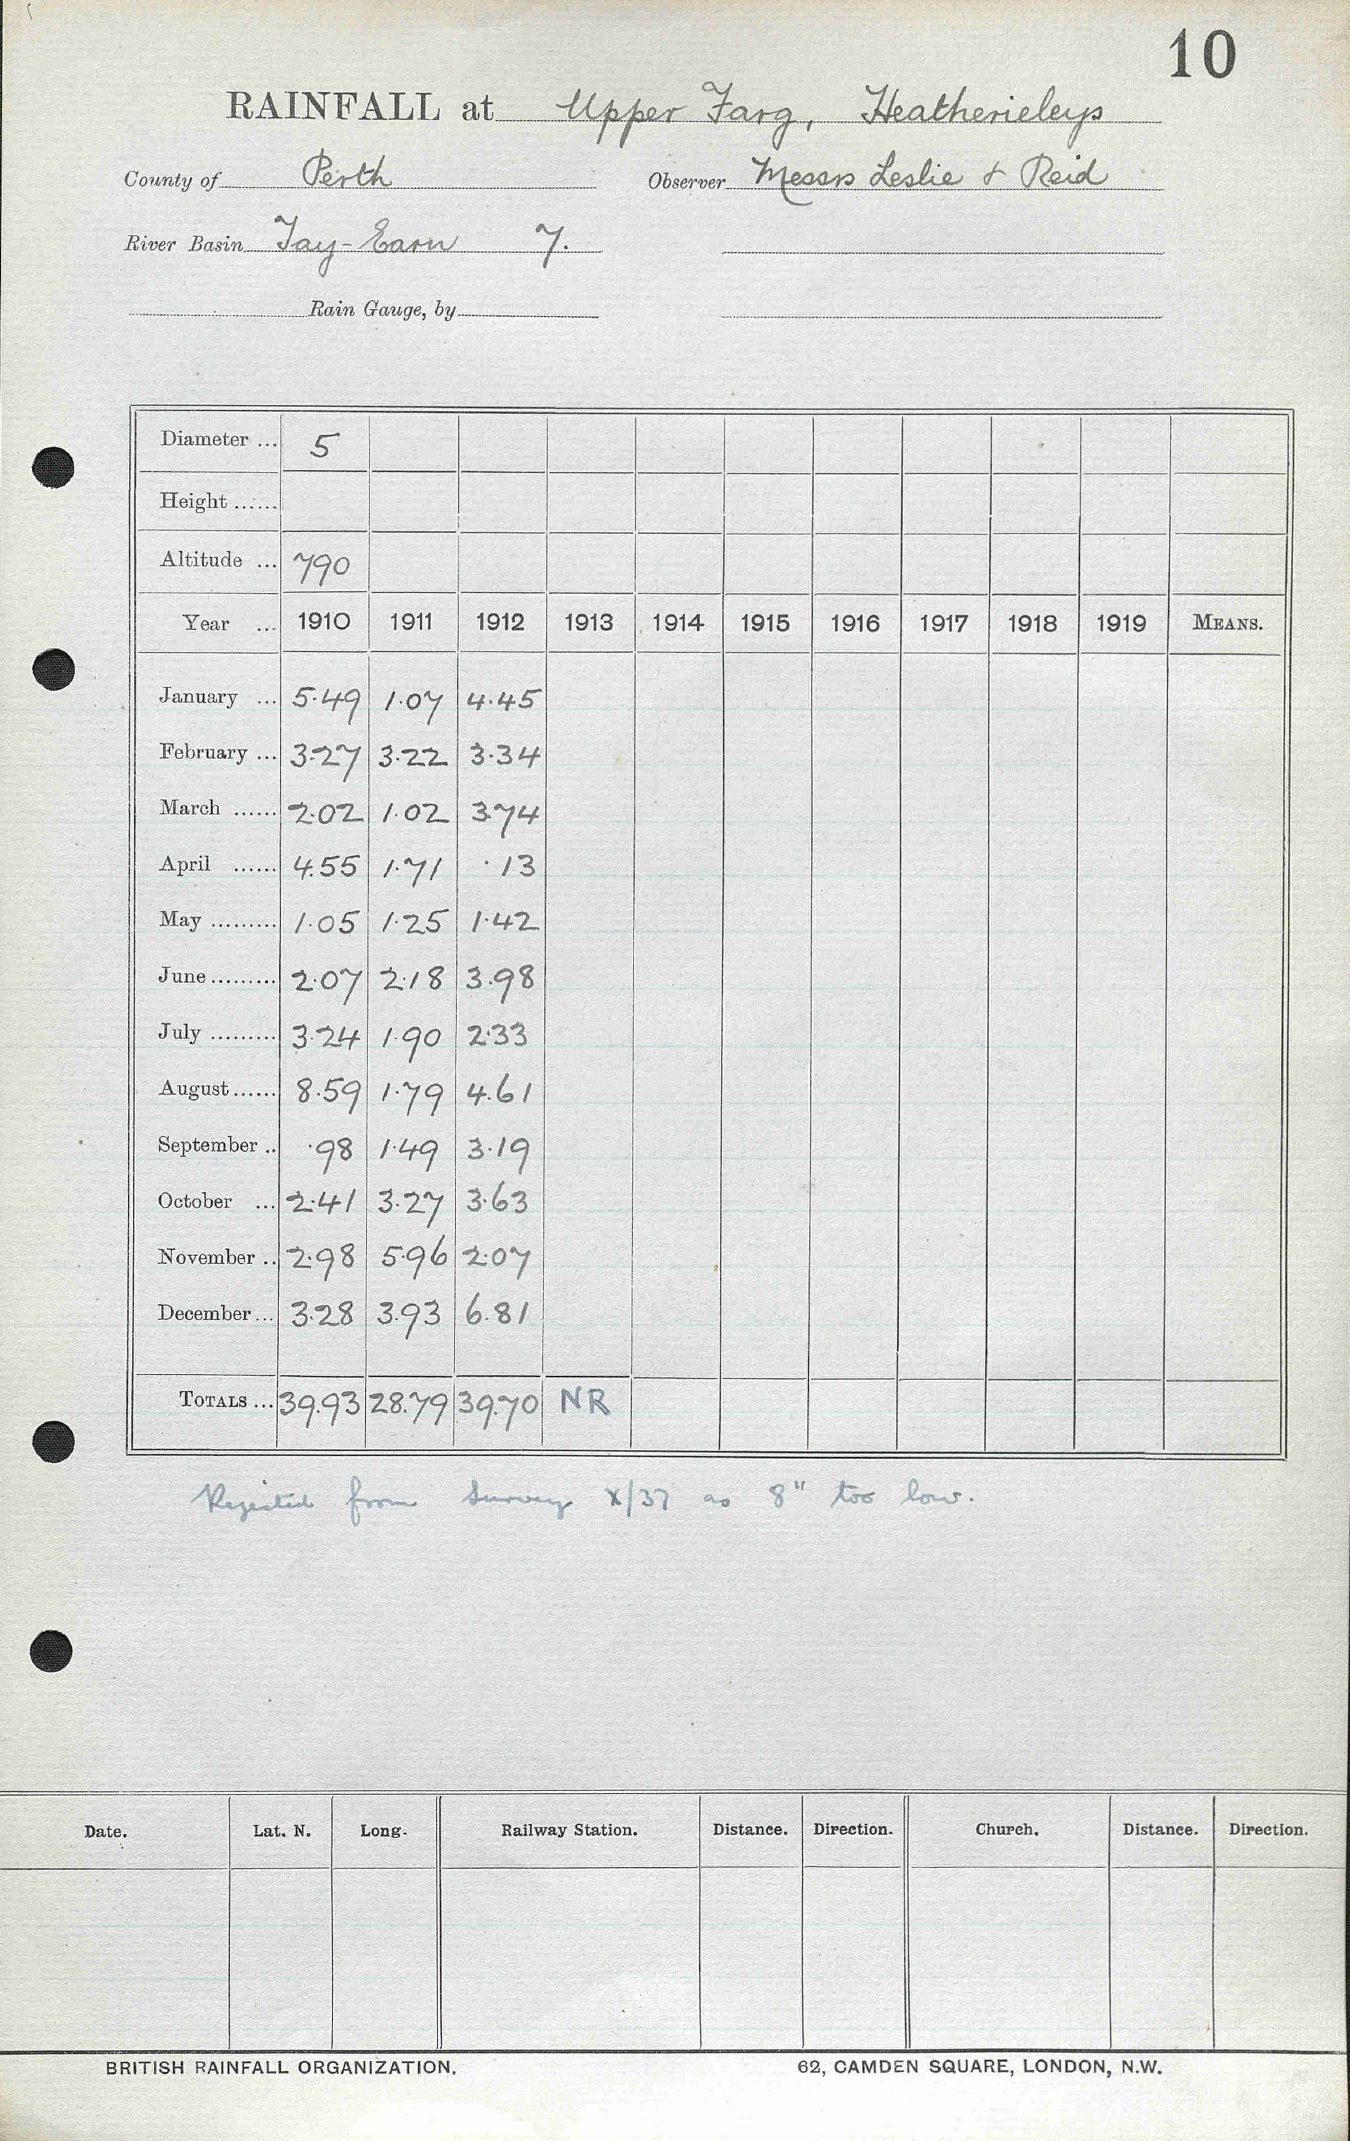 10
RAINFALL at Upper Farg, Heatherieleys
County of Perth Observer Messrs Leslie & Reid
River Basin Tay-Earn 7.
Rain Gauge, by
Diameter ... 5
Height ......
Altitude ... 790
Year ... 1910 1911 1912 1913 1914 1915 1916 1917 1918 1919 MEANS.
January ... 5.49 1.07 4.45
February ... 3.27 3.22 3.34
March ...... 2.02 1.02 3.74
April ...... 4.55 1.71 .13
May ......... 1.05 1.25 1.42
June ......... 2.07 2.18 3.98
July ......... 3.24 1.90 2.33
August ...... 8.59 1.79 4.61
September .. .98 1.49 3.19
October ... 2.41 3.27 3.63
November .. 2.98 5.96 2.07
December ... 3.28 3.93 6.81
TOTALS ... 39.93 28.79 39.70 NR
Rejected from Survey X/37 as 8" too low.
Date. Lat. N. Long. Railway Station. Distance. Direction. Church. Distance. Direction.
BRITISH RAINFALL ORGANIZATION. 62, CAMDEN SQUARE, LONDON, N.W.